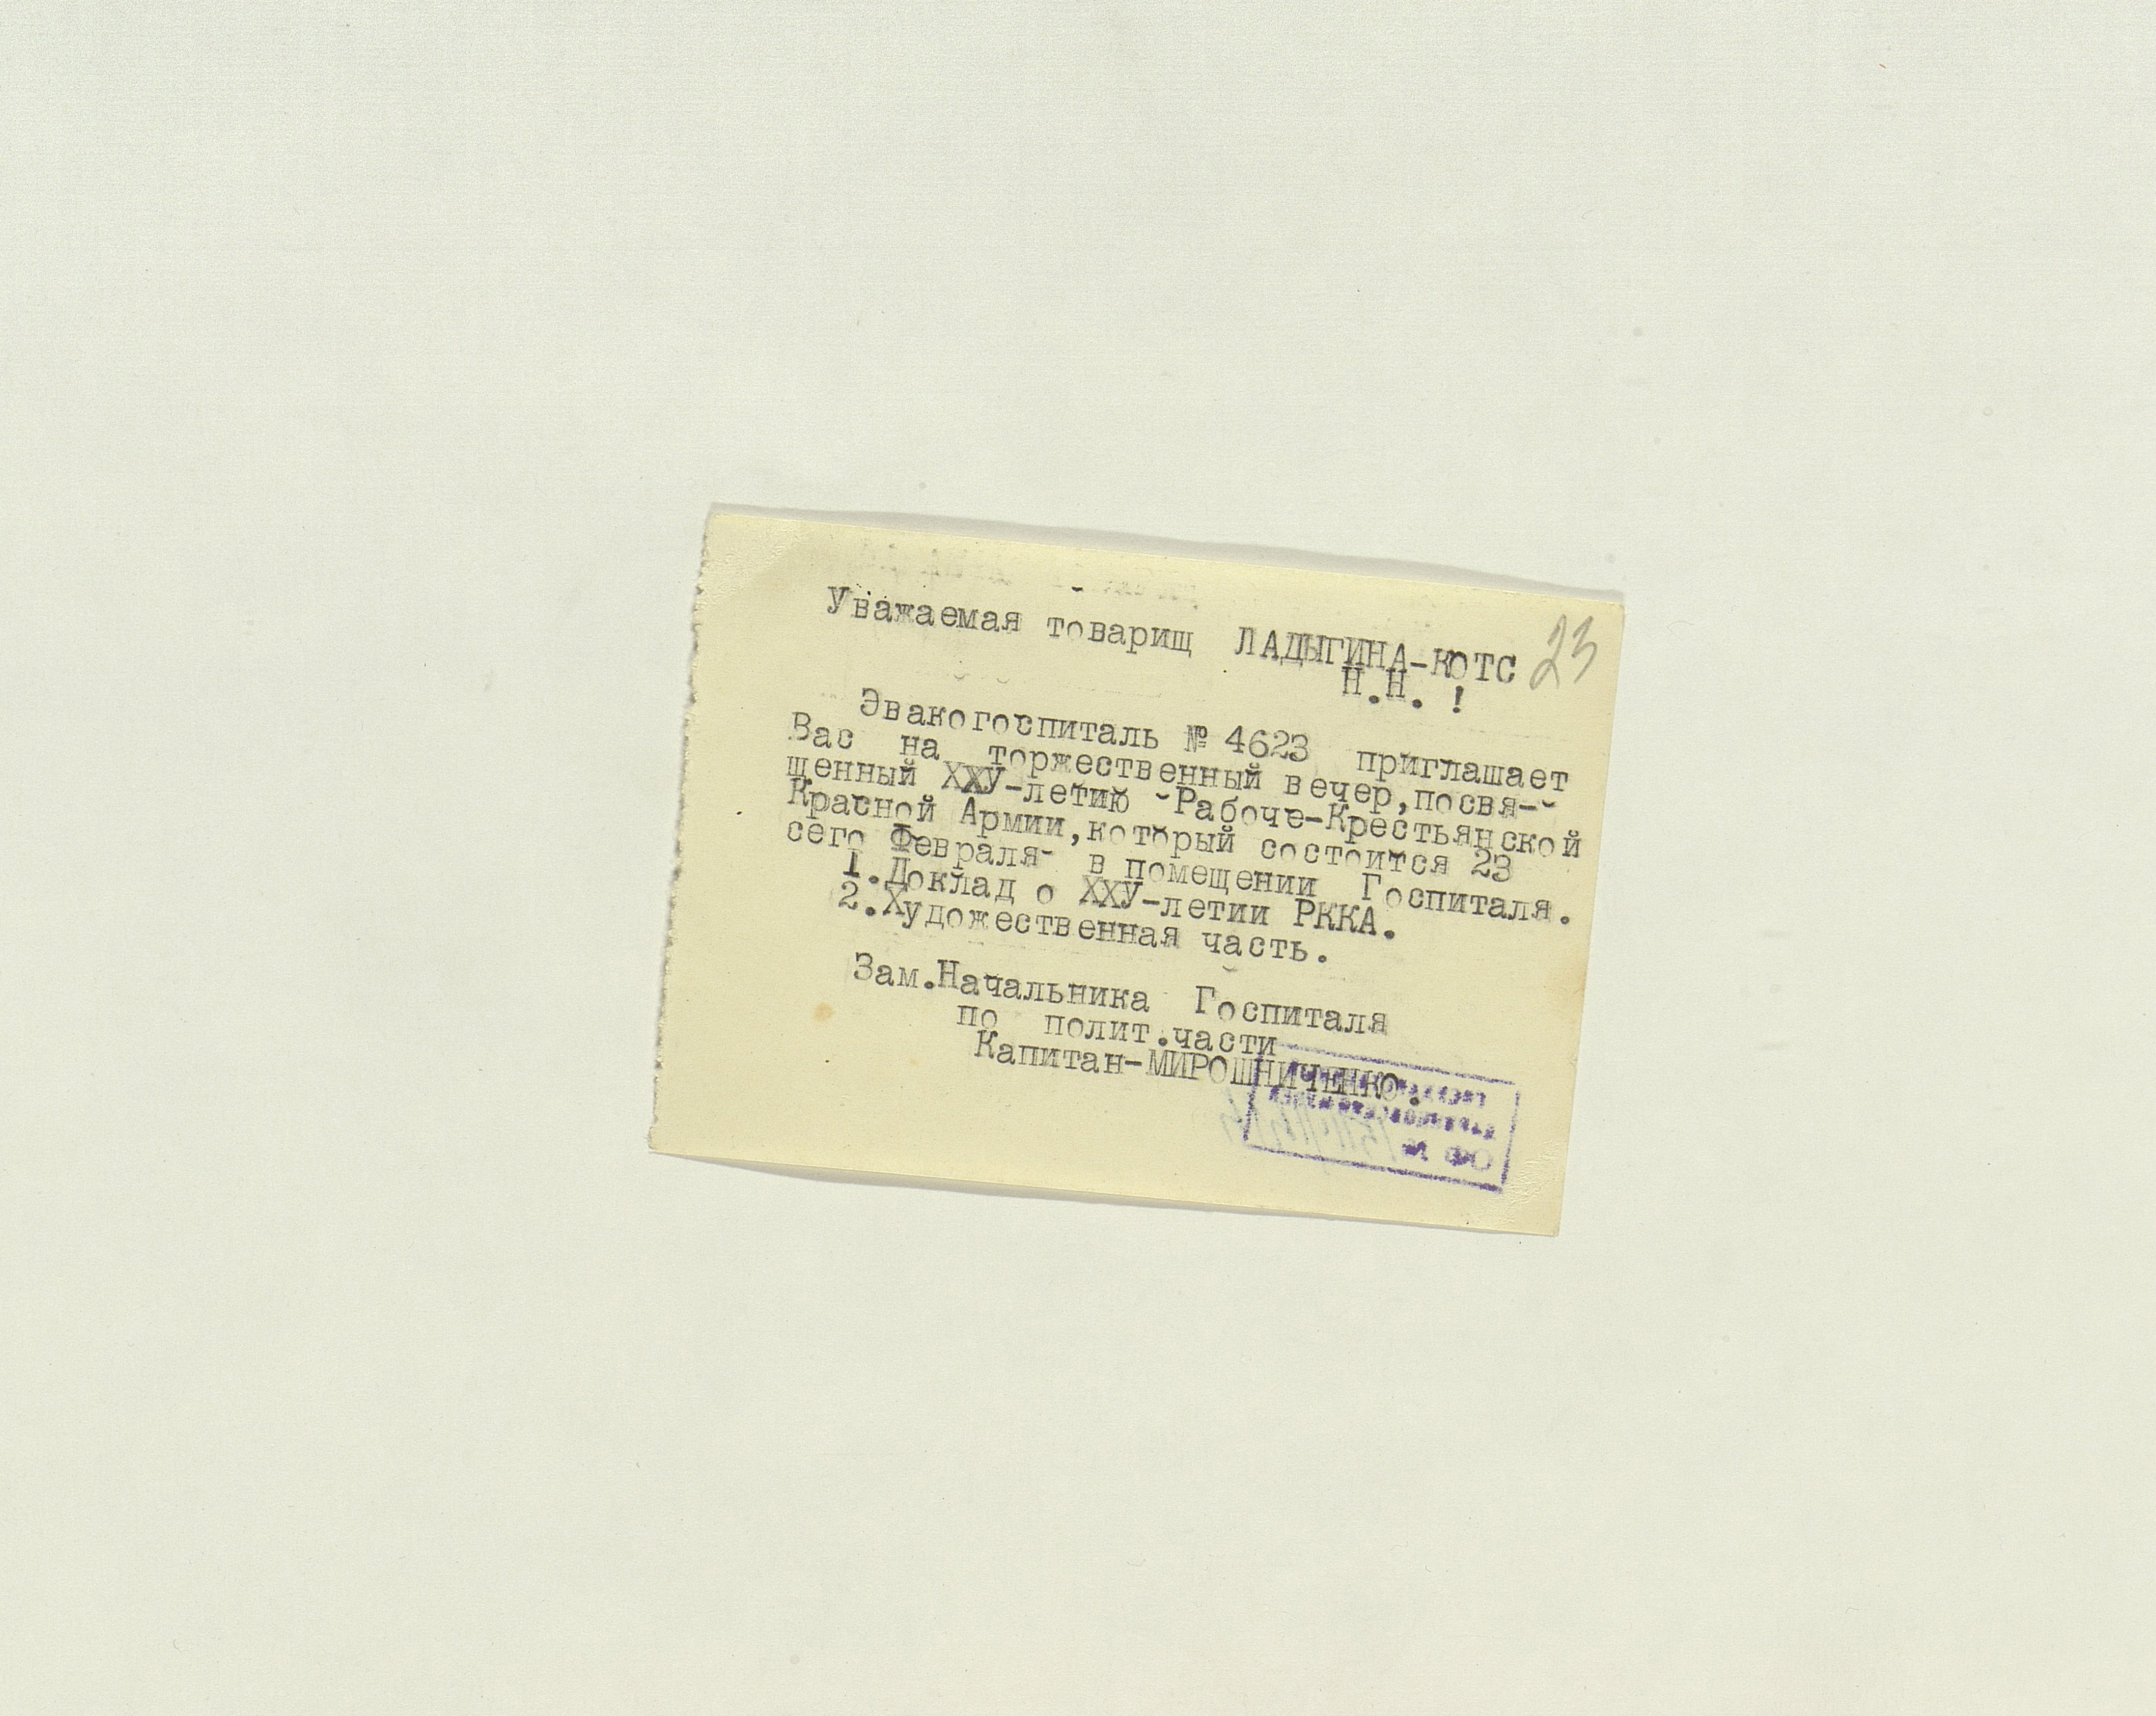 Уважаемая товарищ ЛАДЫГИНА-КОТС
Н.Н. !
23
Эвакогоспиталь № 4623 приглашает
Вас на торжественный вечер,посвя-
щенный ХХУ-летию Рабоче-Крестьянской
Красной Армии,который состоится 23
сего Февраля в помещении Госпиталя.
1.Доклад о ХХУ-летии РККА.
2.Художественная часть.
Зам.Начальника Госпиталя
по полит.части
Капитан-МИРОШНИЧЕНКО.
ОФ №